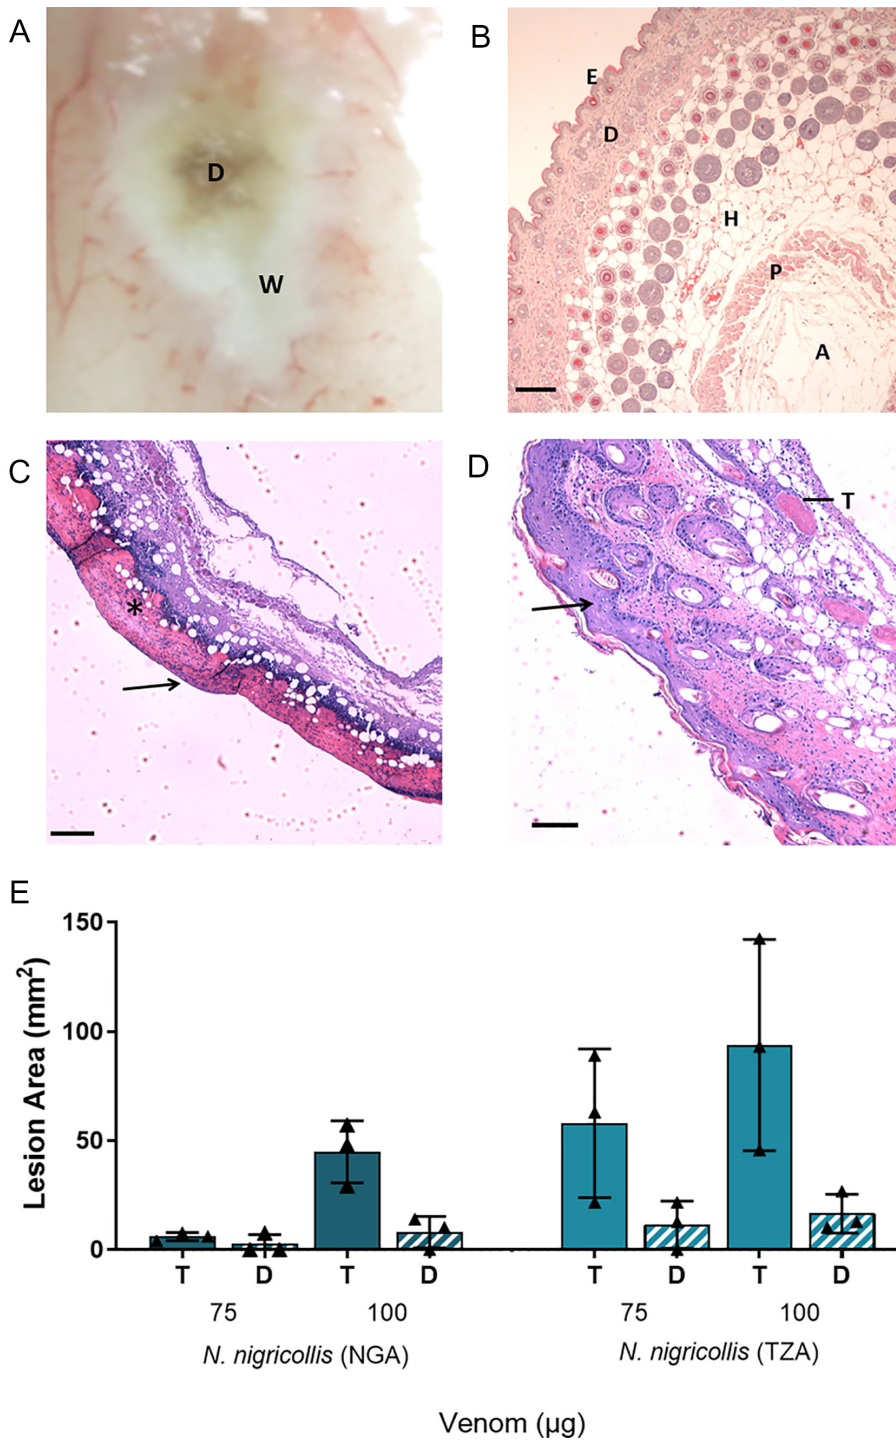 A
B
D
W
E
D
H
P
A
C
D
*
T
E
Lesion Area (mm²)
150
100
50
0
T D T D T D T D
75 100 75 100
N. nigricollis (NGA) N. nigricollis (TZA)
Venom (µg)